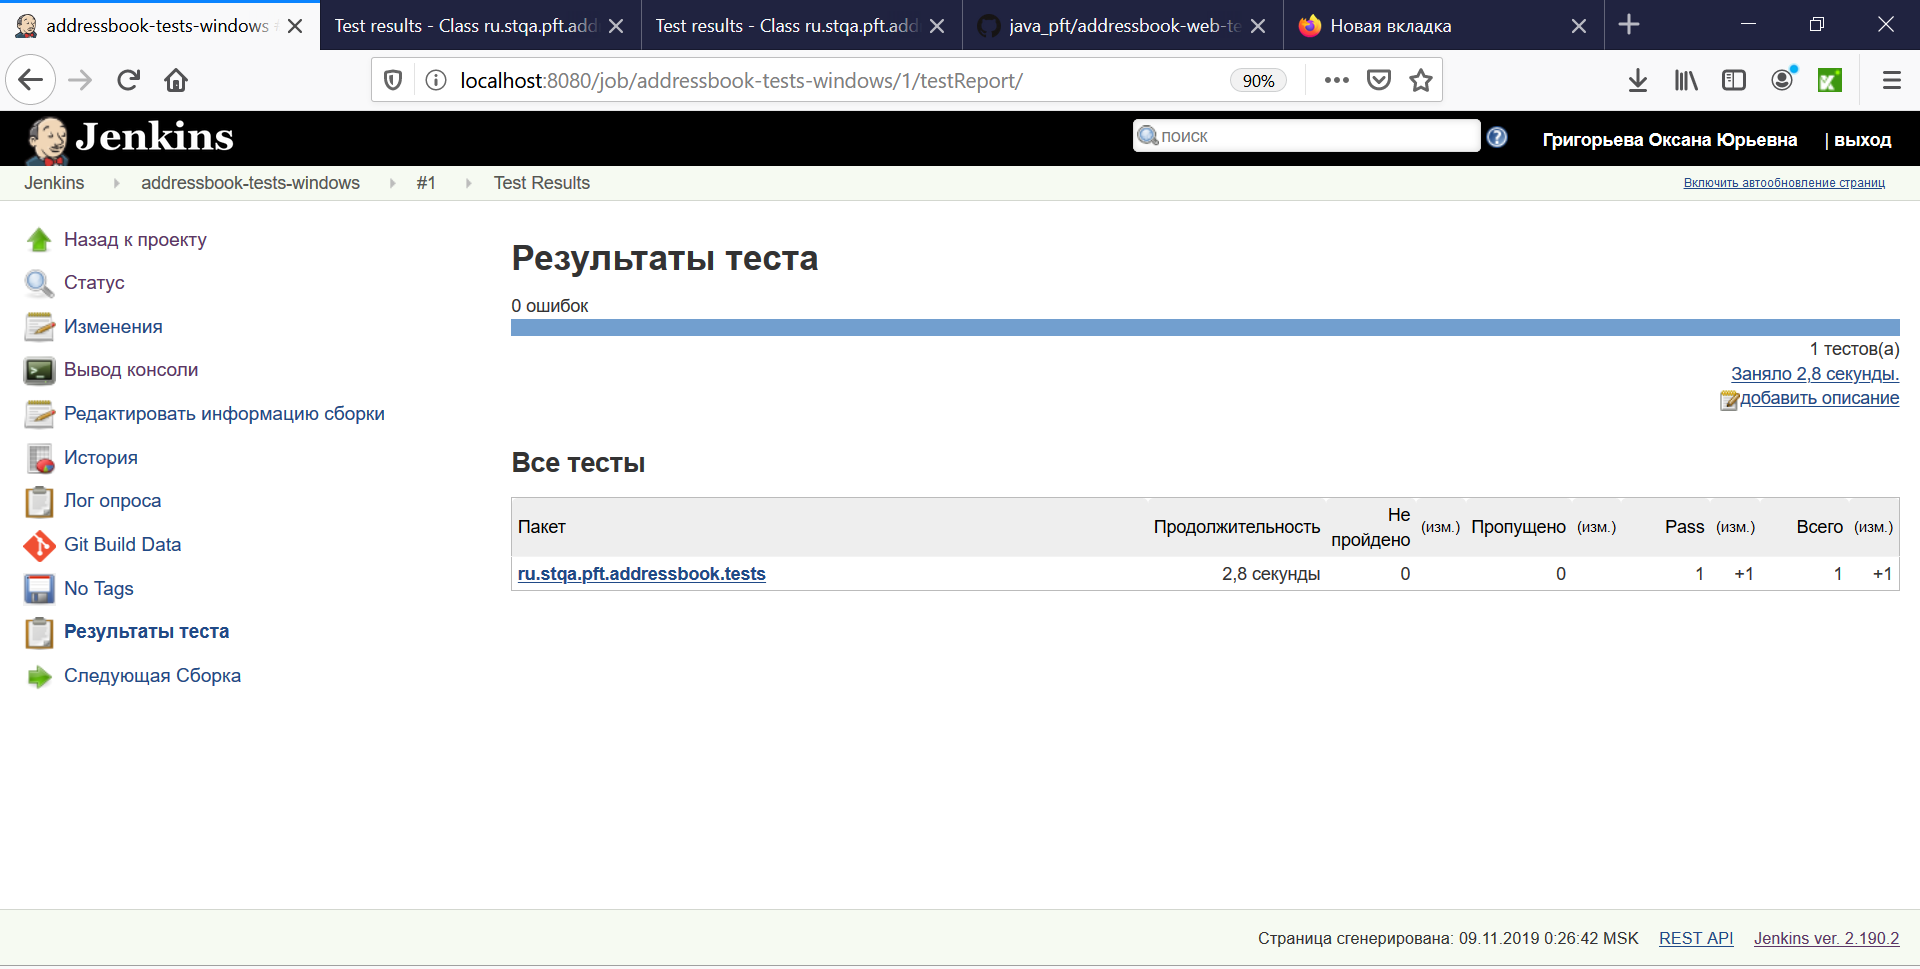 addressbook-tests-windows
Test results - Class ru.stqa.pft.add
Test results - Class ru.stqa.pft.add
java_pft/addressbook-web-te
Новая вкладка
localhost:8080/job/addressbook-tests-windows/1/testReport/
90%
Jenkins
поиск
Григорьева Оксана Юрьевна
| выход
Jenkins
addressbook-tests-windows
#1
Test Results
Включить автообновление страниц
Назад к проекту
Статус
Изменения
Вывод консоли
Редактировать информацию сборки
История
Лог опроса
Git Build Data
No Tags
Результаты теста
Следующая Сборка
Результаты теста
0 ошибок
1 тестов(а)
Заняло 2,8 секунды.
добавить описание
Все тесты
Пакет Продолжительность Не пройдено (изм.) Пропущено (изм.) Pass (изм.) Всего (изм.)
ru.stqa.pft.addressbook.tests 2,8 секунды 0 0 1 +1 1 +1
Страница сгенерирована: 09.11.2019 0:26:42 MSK REST API Jenkins ver. 2.190.2